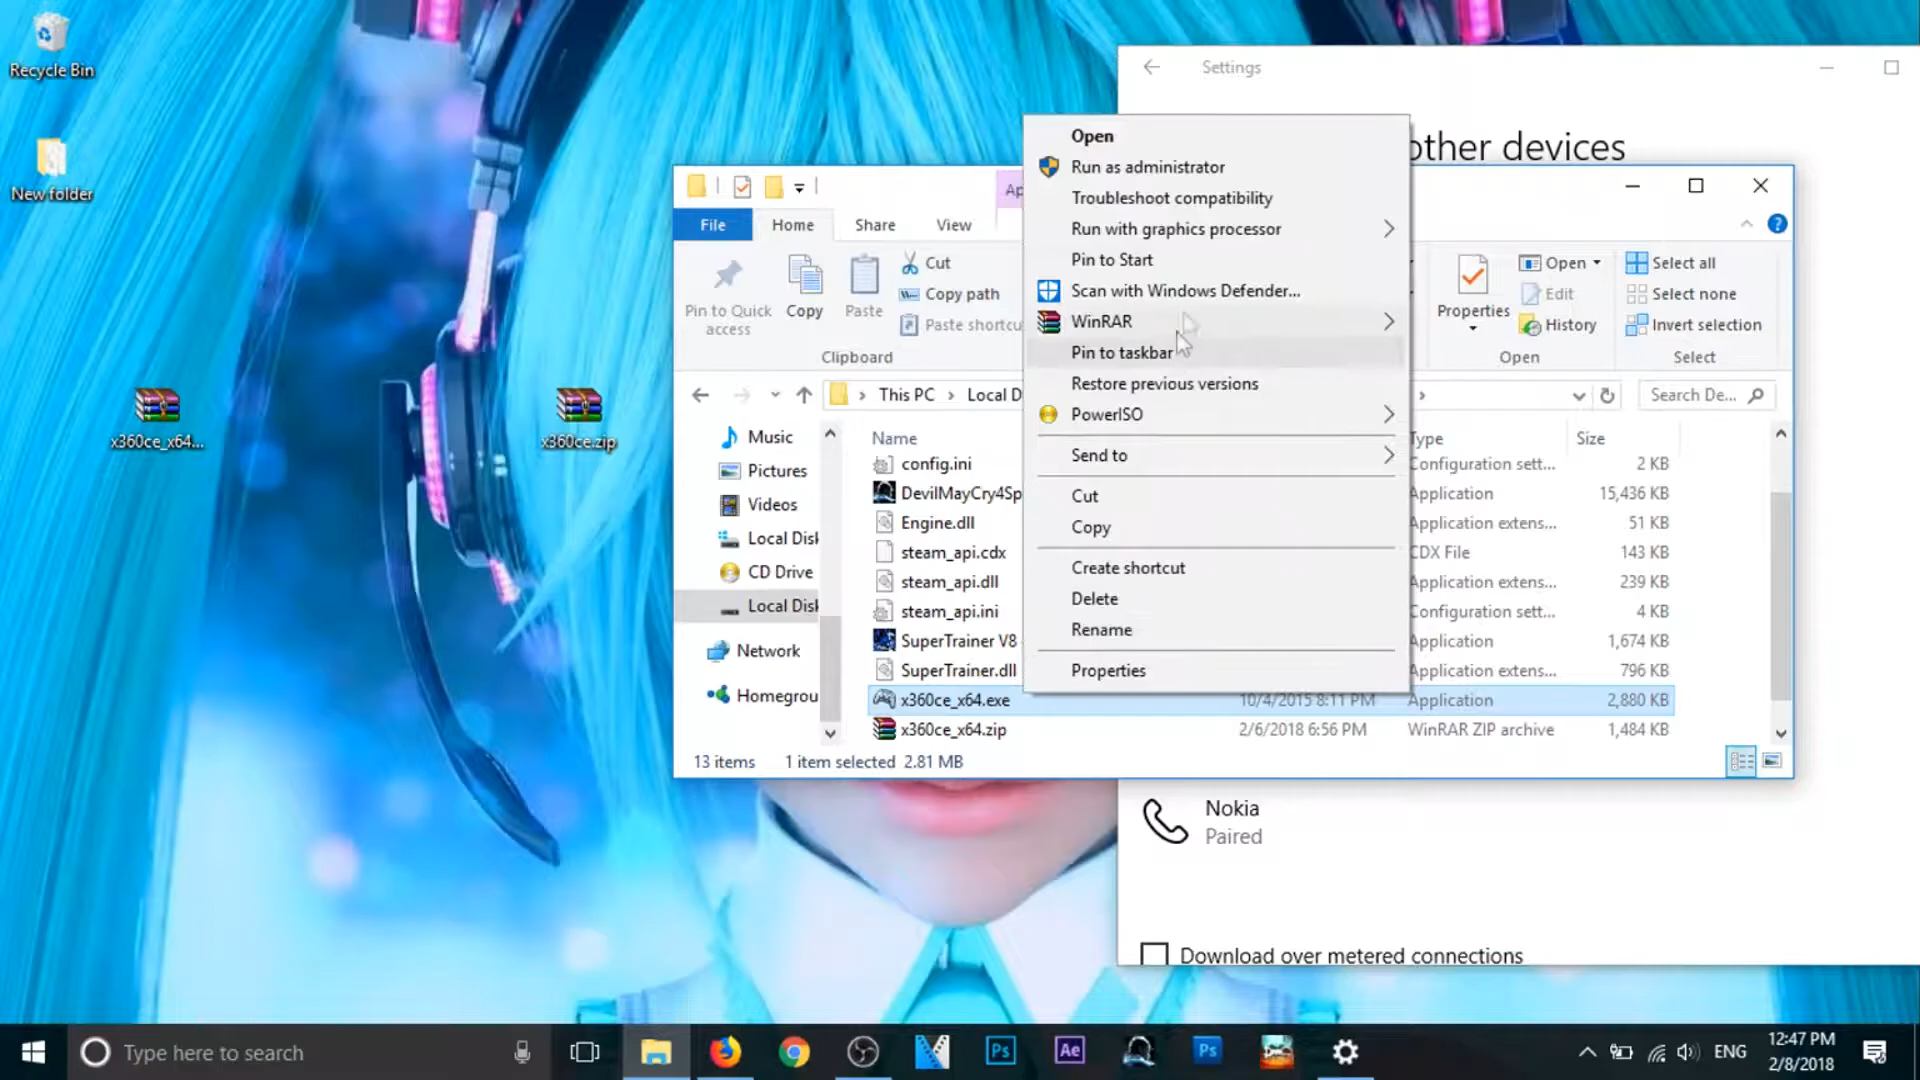 Recycle Bin
New folder
x360ce_x64...
x360ce.zip
Settings
other devices
File
Home
Share
View
Pin to Quick
access
Copy
Paste
Cut
Copy path
Paste shortcu
Clipboard
Properties
Open
Edit
History
Open
Select all
Select none
Invert selection
Select
This PC
Local D
Search De...
Music
Pictures
Videos
Local Disk
CD Drive
Local Disk
Network
Homegrou
Name
Type
Size
config.ini
Configuration sett...
2 KB
DevilMayCry4Sp
Application
15,436 KB
Engine.dll
Application extens...
51 KB
steam_api.cdx
CDX File
143 KB
steam_api.dll
Application extens...
239 KB
steam_api.ini
Configuration sett...
4 KB
SuperTrainer V8
Application
1,674 KB
SuperTrainer.dll
Application extens...
796 KB
x360ce_x64.exe
10/4/2015 8:11 PM
Application
2,880 KB
x360ce_x64.zip
2/6/2018 6:56 PM
WinRAR ZIP archive
1,484 KB
13 items
1 item selected 2.81 MB
Open
Run as administrator
Troubleshoot compatibility
Run with graphics processor
Pin to Start
Scan with Windows Defender...
WinRAR
Pin to taskbar
Restore previous versions
PowerISO
Send to
Cut
Copy
Create shortcut
Delete
Rename
Properties
Nokia
Paired
Download over metered connections
Type here to search
Ps
Ae
Ps
ENG
12:47 PM
2/8/2018